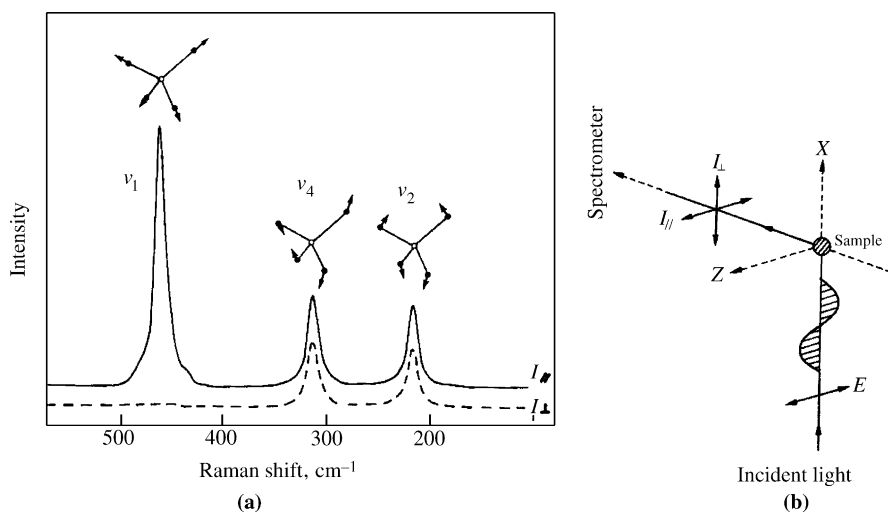 ν₁
ν₄
ν₂
Intensity
I∥
I⊥
500 400 300 200
Raman shift, cm⁻¹
(a)
Spectrometer
X
I⊥
I//
Sample
Z
E
Incident light
(b)